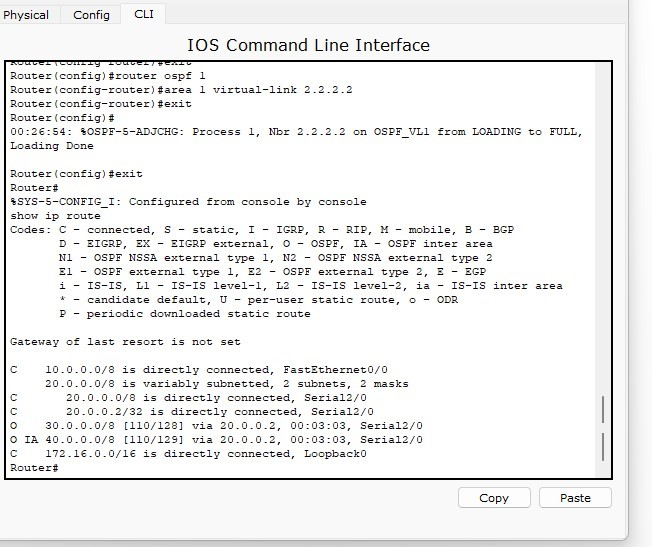 Physical Config CLI
IOS Command Line Interface
Router(config-router)#exit
Router(config)#router ospf 1
Router(config-router)#area 1 virtual-link 2.2.2.2
Router(config-router)#exit
Router(config)#
00:26:54: %OSPF-5-ADJCHG: Process 1, Nbr 2.2.2.2 on OSPF_VL1 from LOADING to FULL,
Loading Done
Router(config)#exit
Router#
%SYS-5-CONFIG_I: Configured from console by console
show ip route
Codes: C - connected, S - static, I - IGRP, R - RIP, M - mobile, B - BGP
D - EIGRP, EX - EIGRP external, O - OSPF, IA - OSPF inter area
N1 - OSPF NSSA external type 1, N2 - OSPF NSSA external type 2
E1 - OSPF external type 1, E2 - OSPF external type 2, E - EGP
i - IS-IS, L1 - IS-IS level-1, L2 - IS-IS level-2, ia - IS-IS inter area
* - candidate default, U - per-user static route, o - ODR
P - periodic downloaded static route
Gateway of last resort is not set
C 10.0.0.0/8 is directly connected, FastEthernet0/0
20.0.0.0/8 is variably subnetted, 2 subnets, 2 masks
C 20.0.0.0/8 is directly connected, Serial2/0
C 20.0.0.2/32 is directly connected, Serial2/0
O 30.0.0.0/8 [110/128] via 20.0.0.2, 00:03:03, Serial2/0
O IA 40.0.0.0/8 [110/129] via 20.0.0.2, 00:03:03, Serial2/0
C 172.16.0.0/16 is directly connected, Loopback0
Router#
Copy Paste